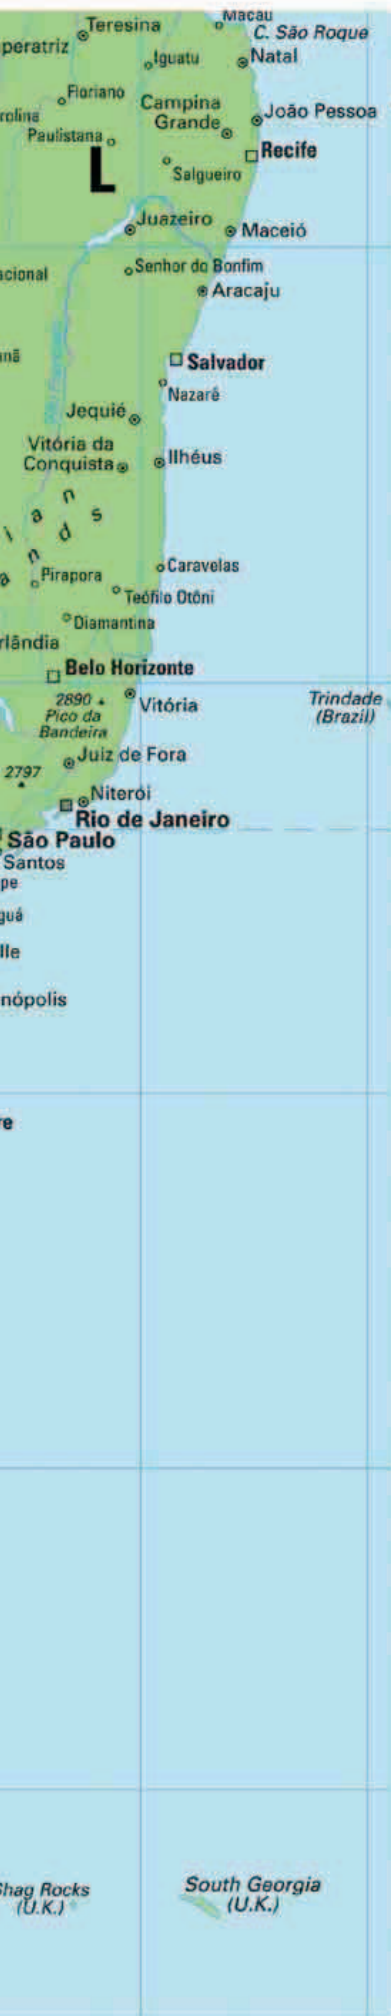 Macau
Teresina
C. São Roque
peratriz
Iguatu
Natal
Floriano
Campina
Grande
João Pessoa
rolina
Paulistana
Recife
L
Salgueiro
Juazeiro
Maceió
acional
Senhor do Bonfim
Aracaju
Salvador
Nazaré
Jequié
Vitória da
Conquista
Ilhéus
i a n
a n d s
Caravelas
Pirapora
Teófilo Otôni
Diamantina
rlândia
Belo Horizonte
2890
Pico da
Bandeira
Vitória
Trindade
(Brazil)
Juiz de Fora
2797
Niterói
Rio de Janeiro
São Paulo
Santos
pe
guá
lle
nópolis
re
Shag Rocks
(U.K.)
South Georgia
(U.K.)